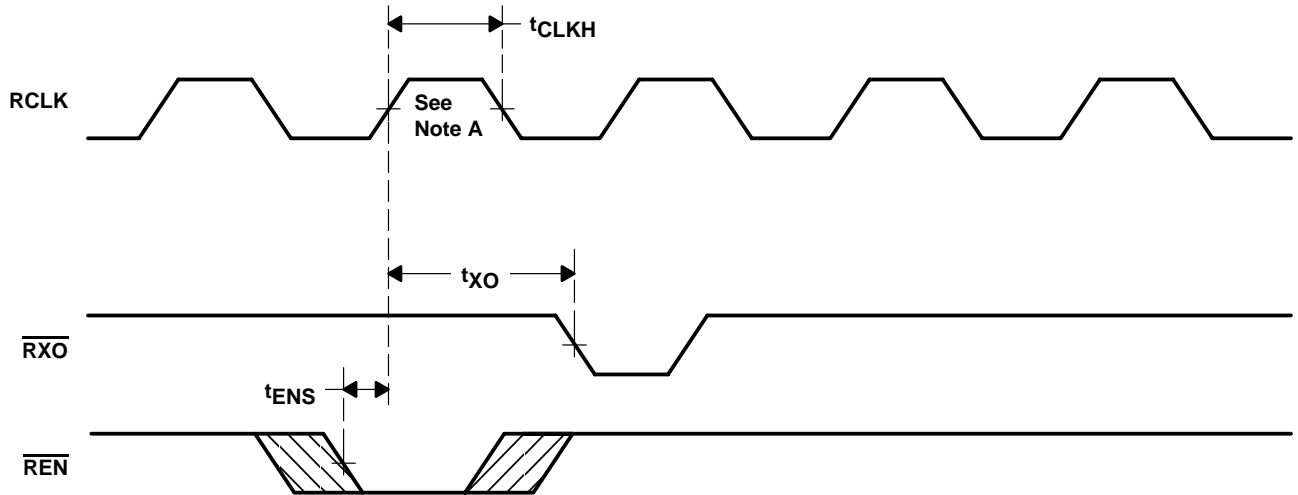 tCLKH
RCLK
See
Note A
tXO
RXO
tENS
REN